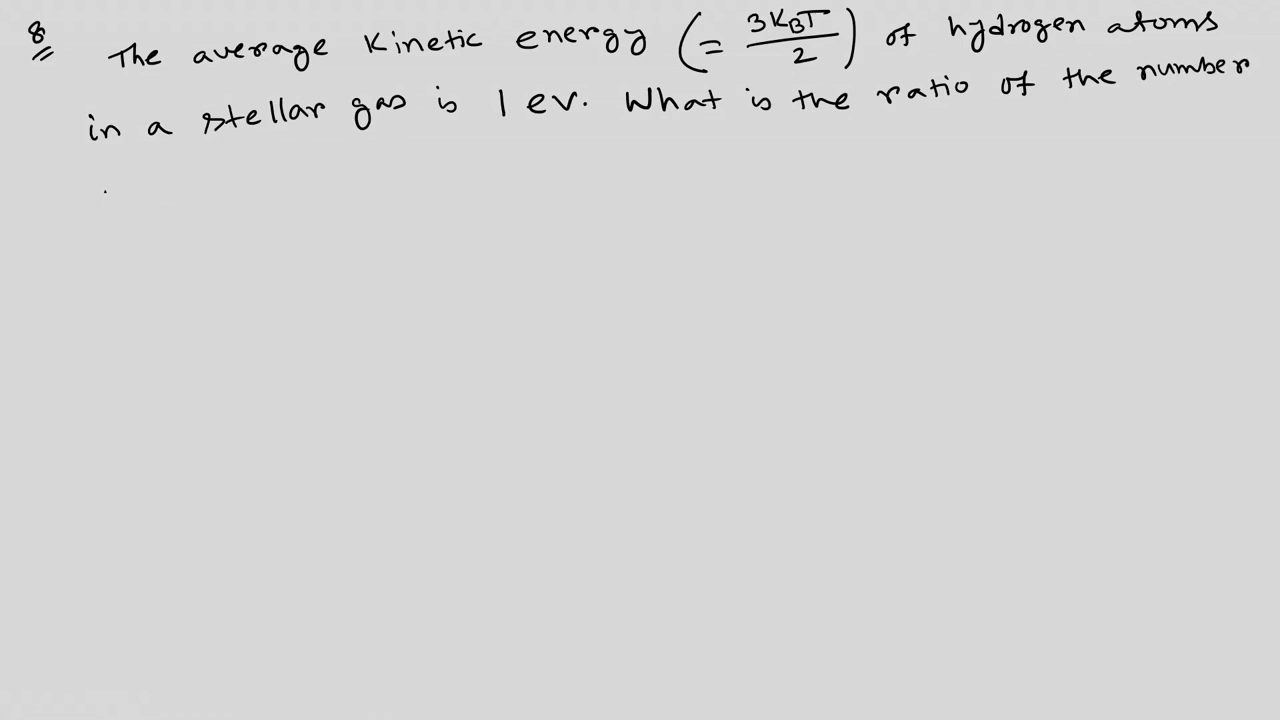 8 The average kinetic energy (= 3KBT/2) of hydrogen atoms
in a stellar gas is 1 ev. What is the ratio of the number